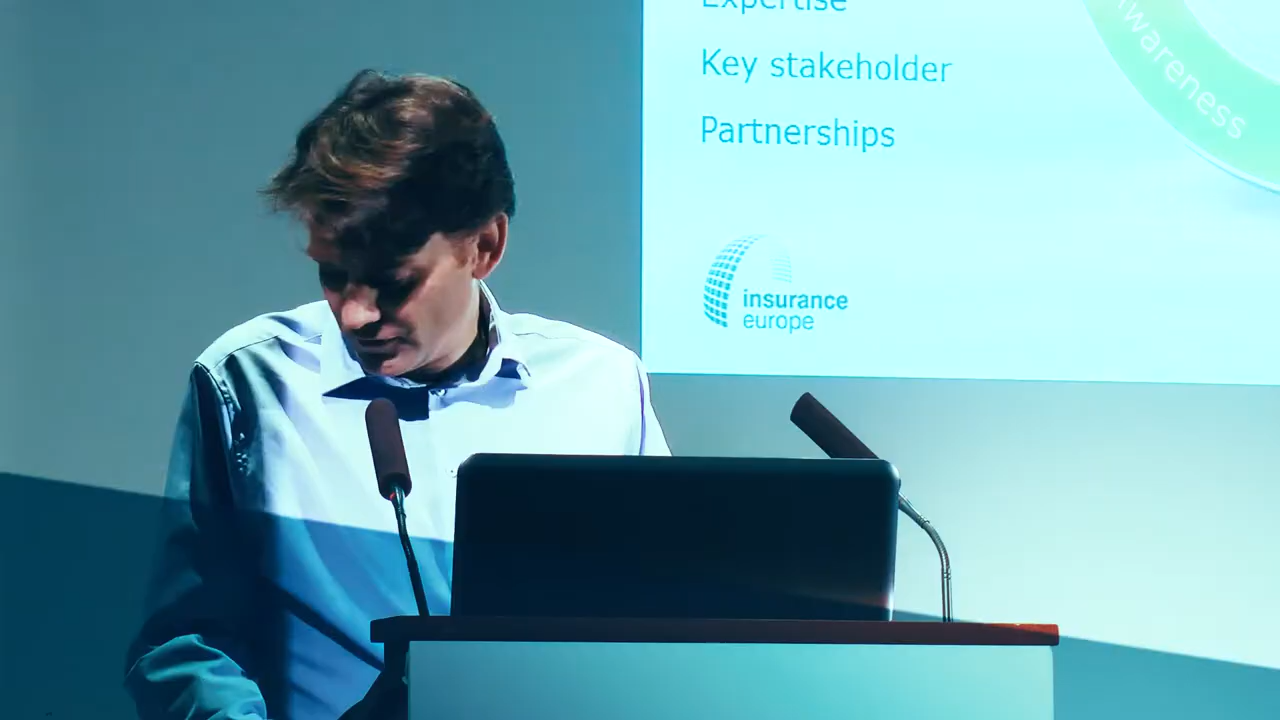 Expertise
Key stakeholder
Partnerships
insurance
europe